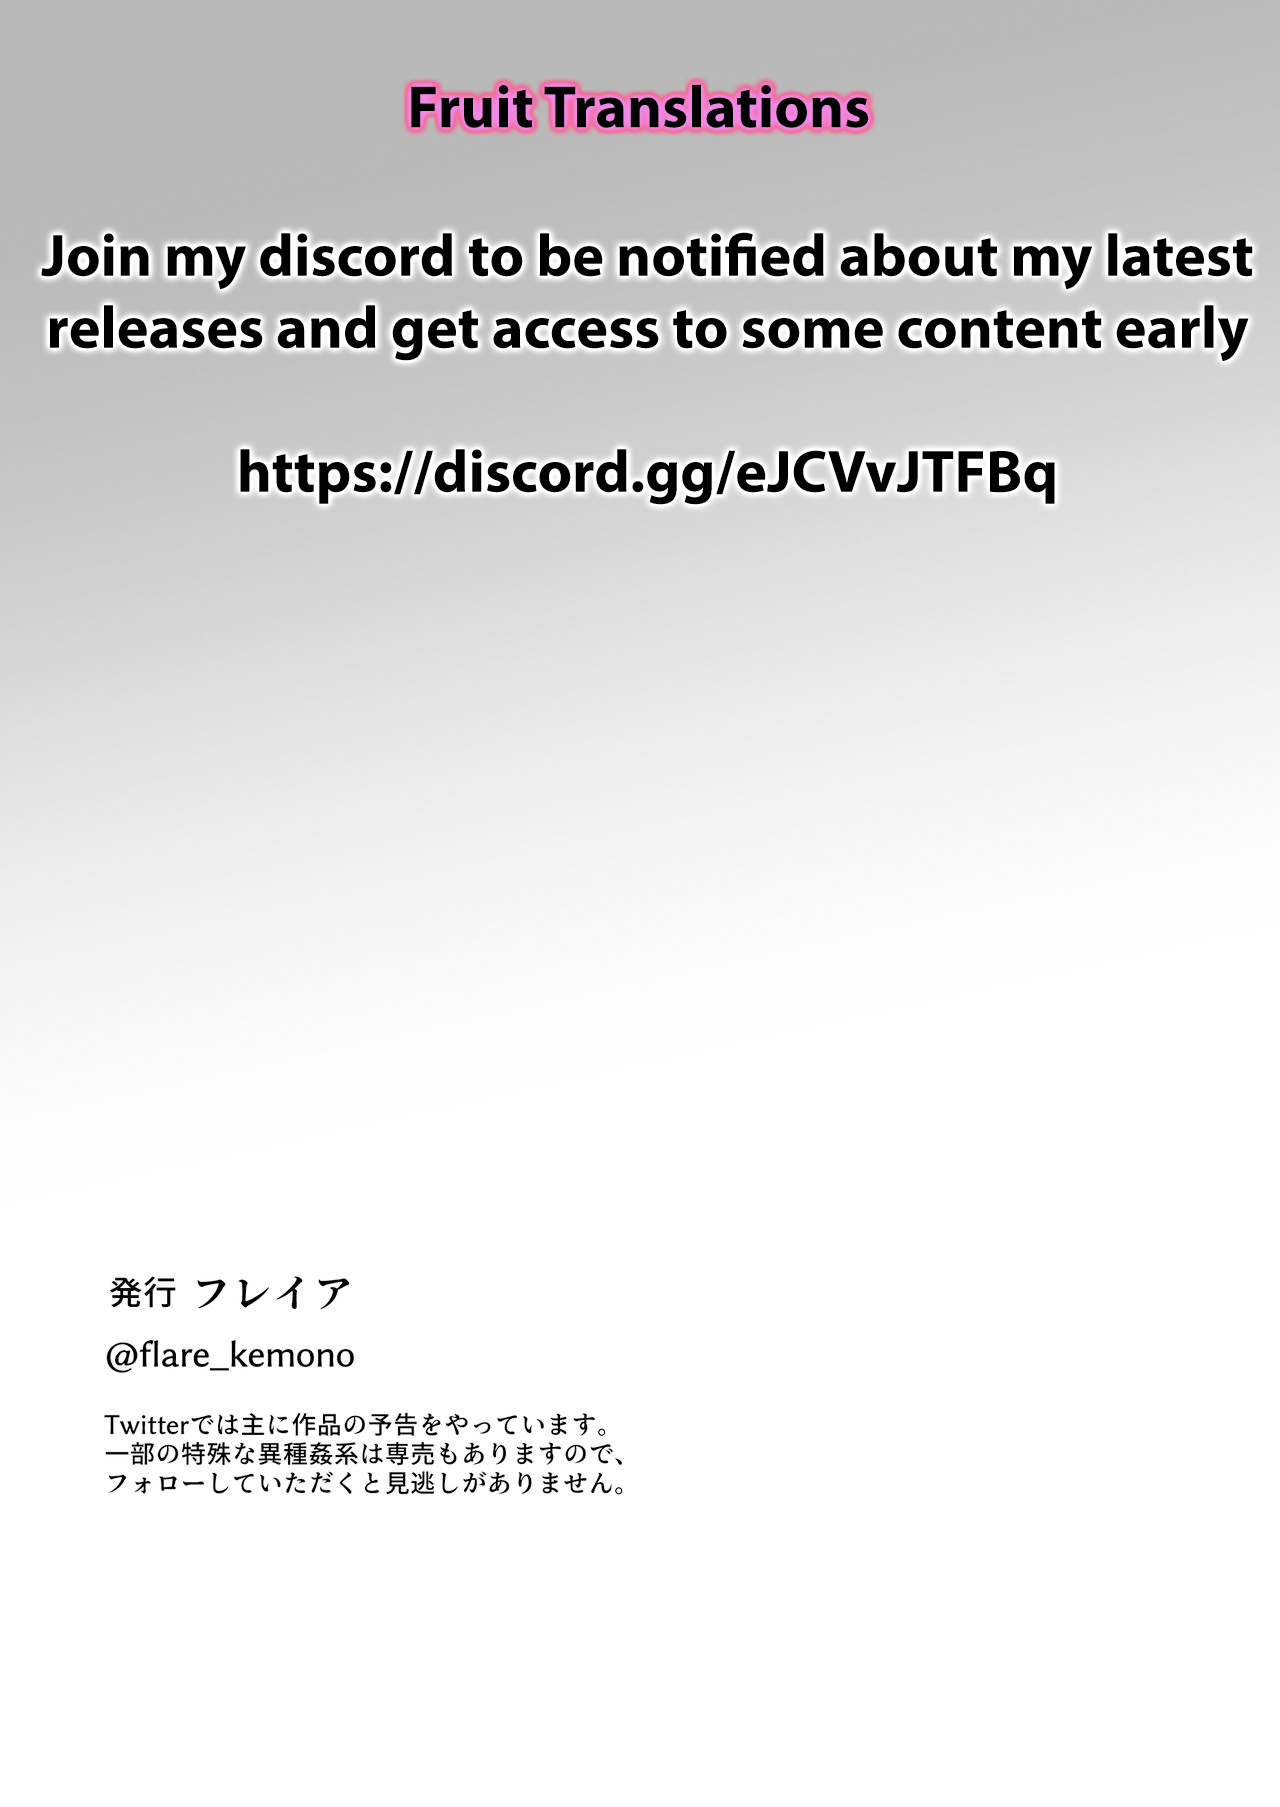 Fruit Translations
Join my discord to be notified about my latest
releases and get access to some content early
https://discord.gg/eJCVvJTFBq
発行 フレイア
@flare_kemono
Twitterでは主に作品の予告をやっています。
一部の特殊な異種姦系は専売もありますので、
フォローしていただくと見逃しがありません。